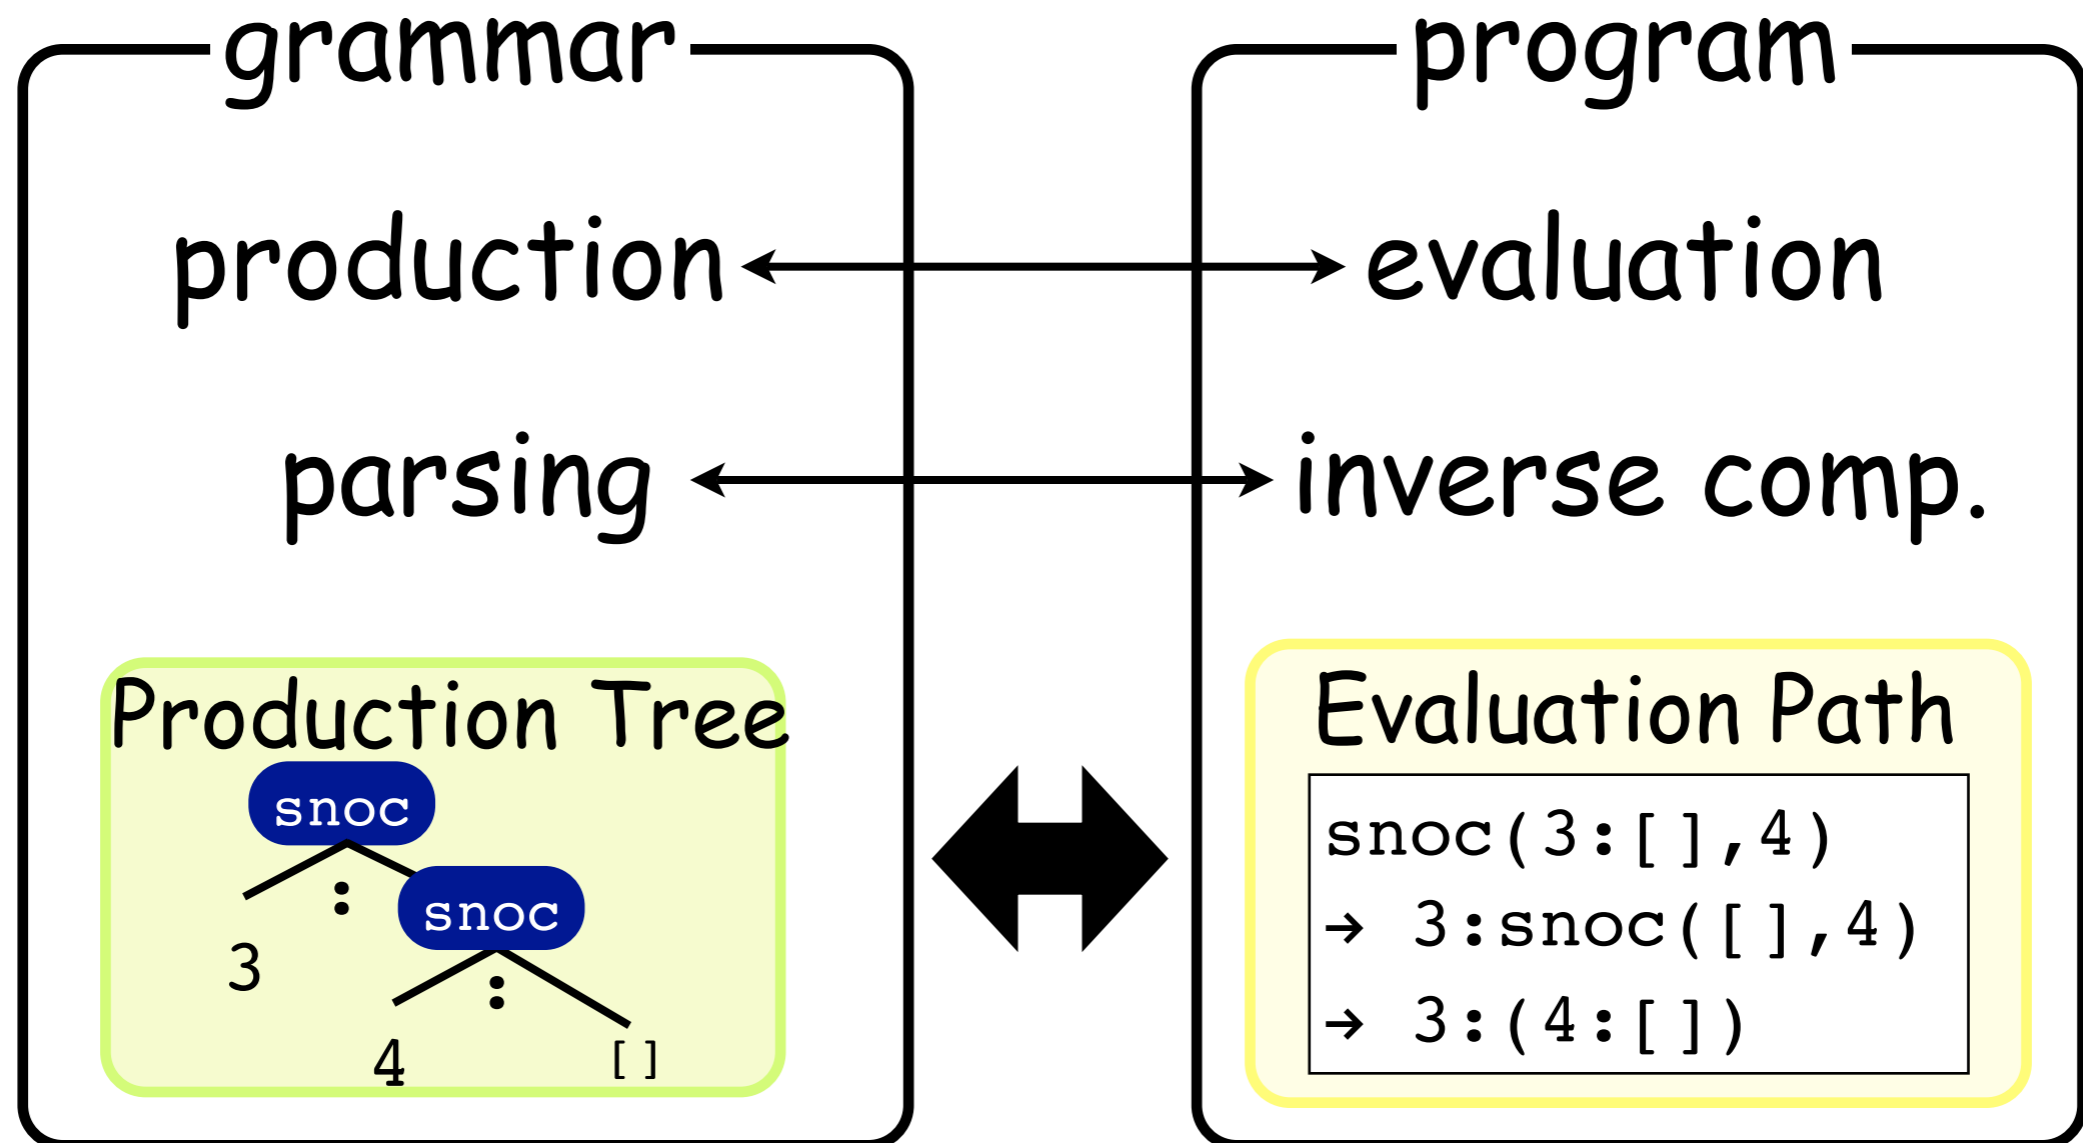 grammar
production
parsing
Production Tree
snoc
:
snoc
3
:
4
[]
program
evaluation
inverse comp.
Evaluation Path
snoc(3:[],4)
→ 3:snoc([],4)
→ 3:(4:[])